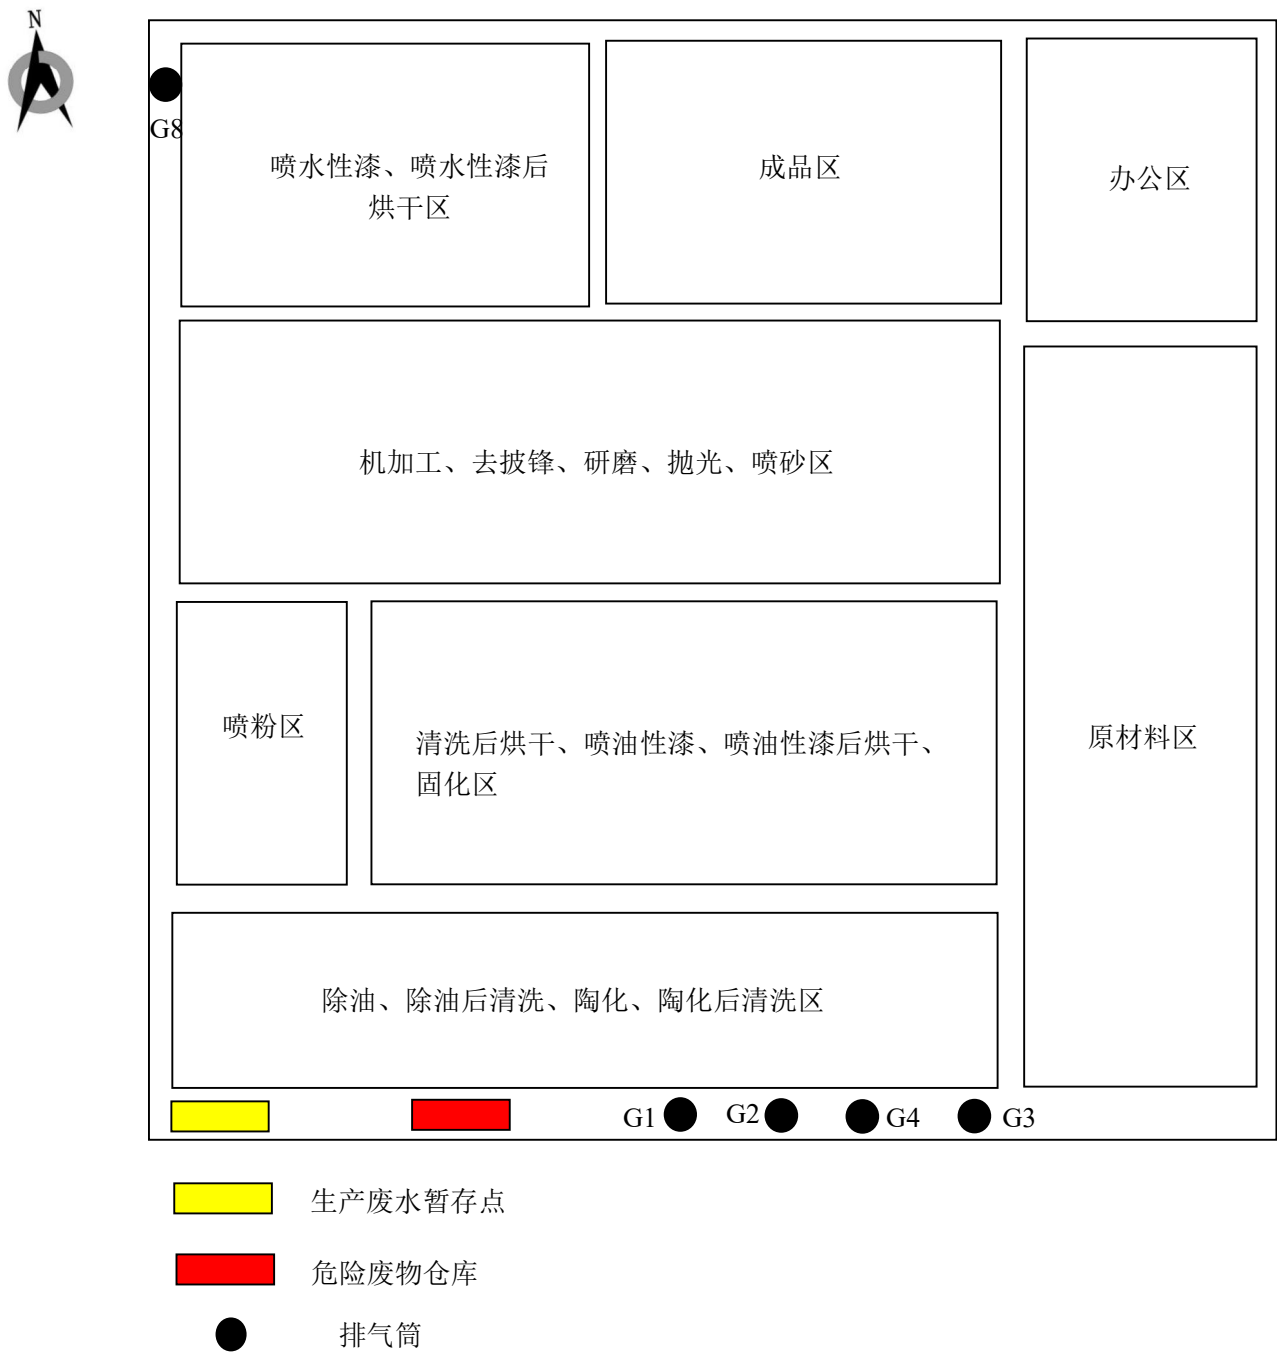 N
G8
喷水性漆、喷水性漆后
烘干区
成品区
办公区
机加工、去披锋、研磨、抛光、喷砂区
喷粉区
清洗后烘干、喷油性漆、喷油性漆后烘干、
固化区
原材料区
除油、除油后清洗、陶化、陶化后清洗区
G1
G2
G4
G3
生产废水暂存点
危险废物仓库
排气筒